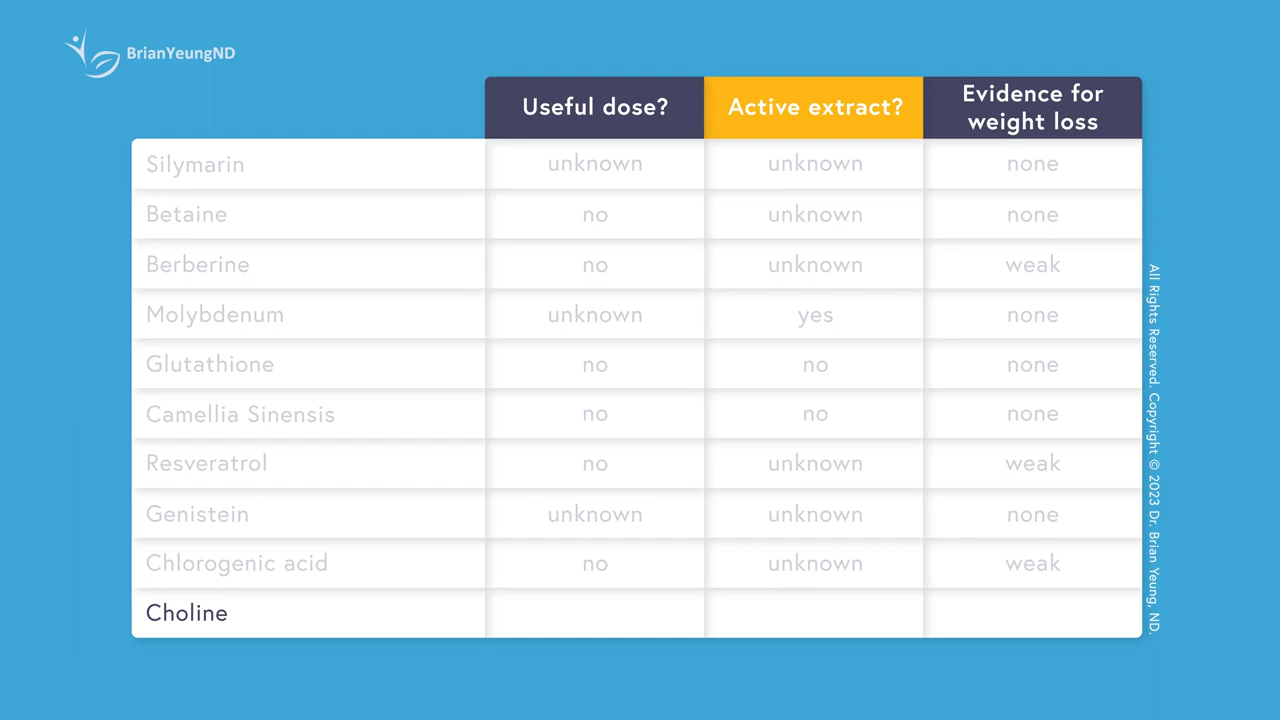 BrianYeungND
Useful dose? Active extract? Evidence for
weight loss
Silymarin unknown unknown none
Betaine no unknown none
Berberine no unknown weak
Molybdenum unknown yes none
Glutathione no no none
Camellia Sinensis no no none
Resveratrol no unknown weak
Genistein unknown unknown none
Chlorogenic acid no unknown weak
Choline
All Rights Reserved. Copyright © 2023 Dr. Brian Yeung, ND.